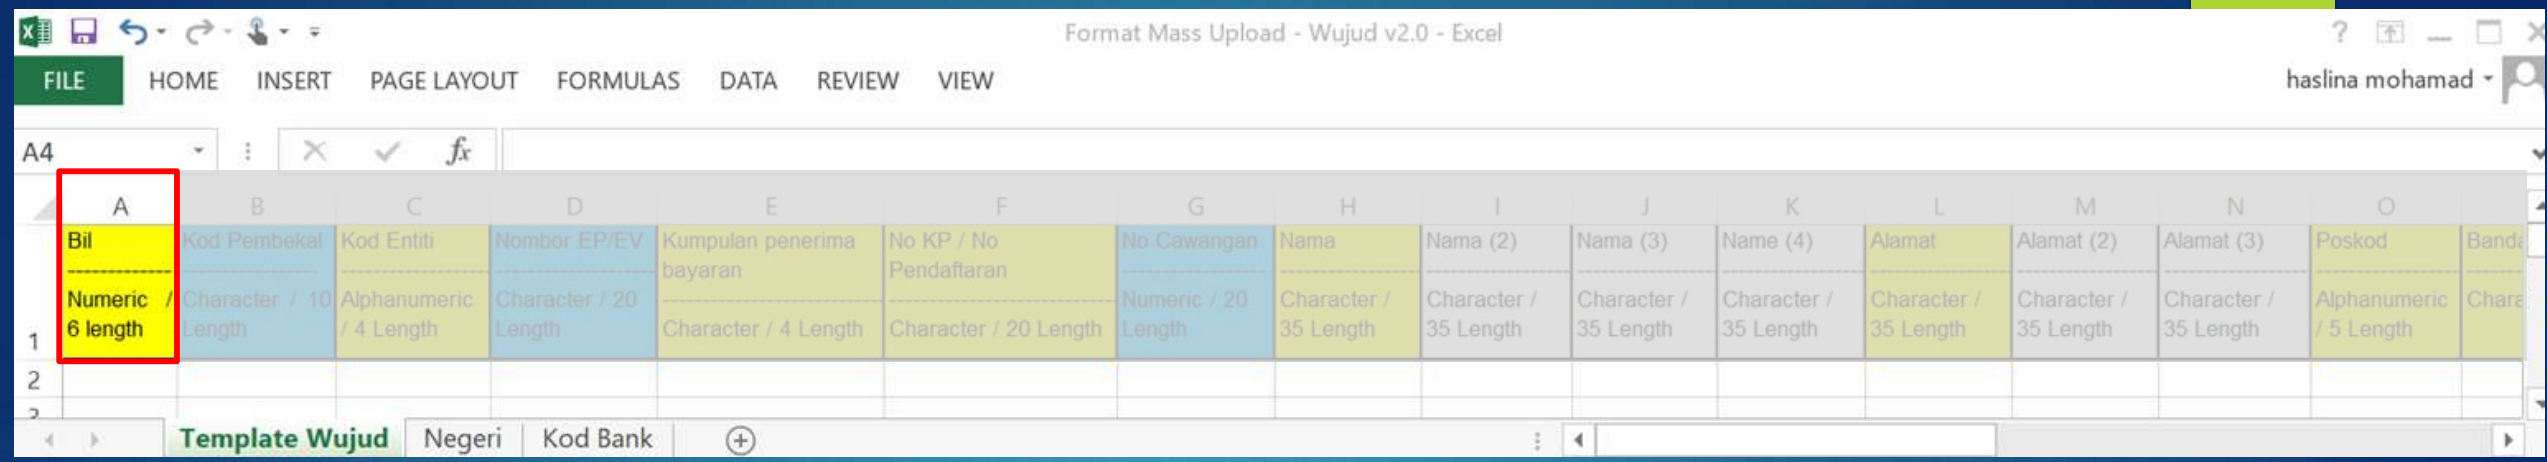 Format Mass Upload - Wujud v2.0 - Excel
FILE HOME INSERT PAGE LAYOUT FORMULAS DATA REVIEW VIEW
haslina mohamad
A4
fx
A B C D E F G H I J K L M N O
1
Bil
------------
Numeric / 6 length
Kod Pembekal
------------
Character / 10 Length
Kod Entiti
------------
Alphanumeric / 4 Length
Nombor EP/EV
------------
Character / 20 Length
Kumpulan penerima bayaran
------------
Character / 4 Length
No KP / No Pendaftaran
------------
Character / 20 Length
No Cawangan
------------
Numeric / 20 Length
Nama
------------
Character / 35 Length
Nama (2)
------------
Character / 35 Length
Nama (3)
------------
Character / 35 Length
Name (4)
------------
Character / 35 Length
Alamat
------------
Character / 35 Length
Alamat (2)
------------
Character / 35 Length
Alamat (3)
------------
Character / 35 Length
Poskod
------------
Alphanumeric / 5 Length
2
Template Wujud Negeri Kod Bank